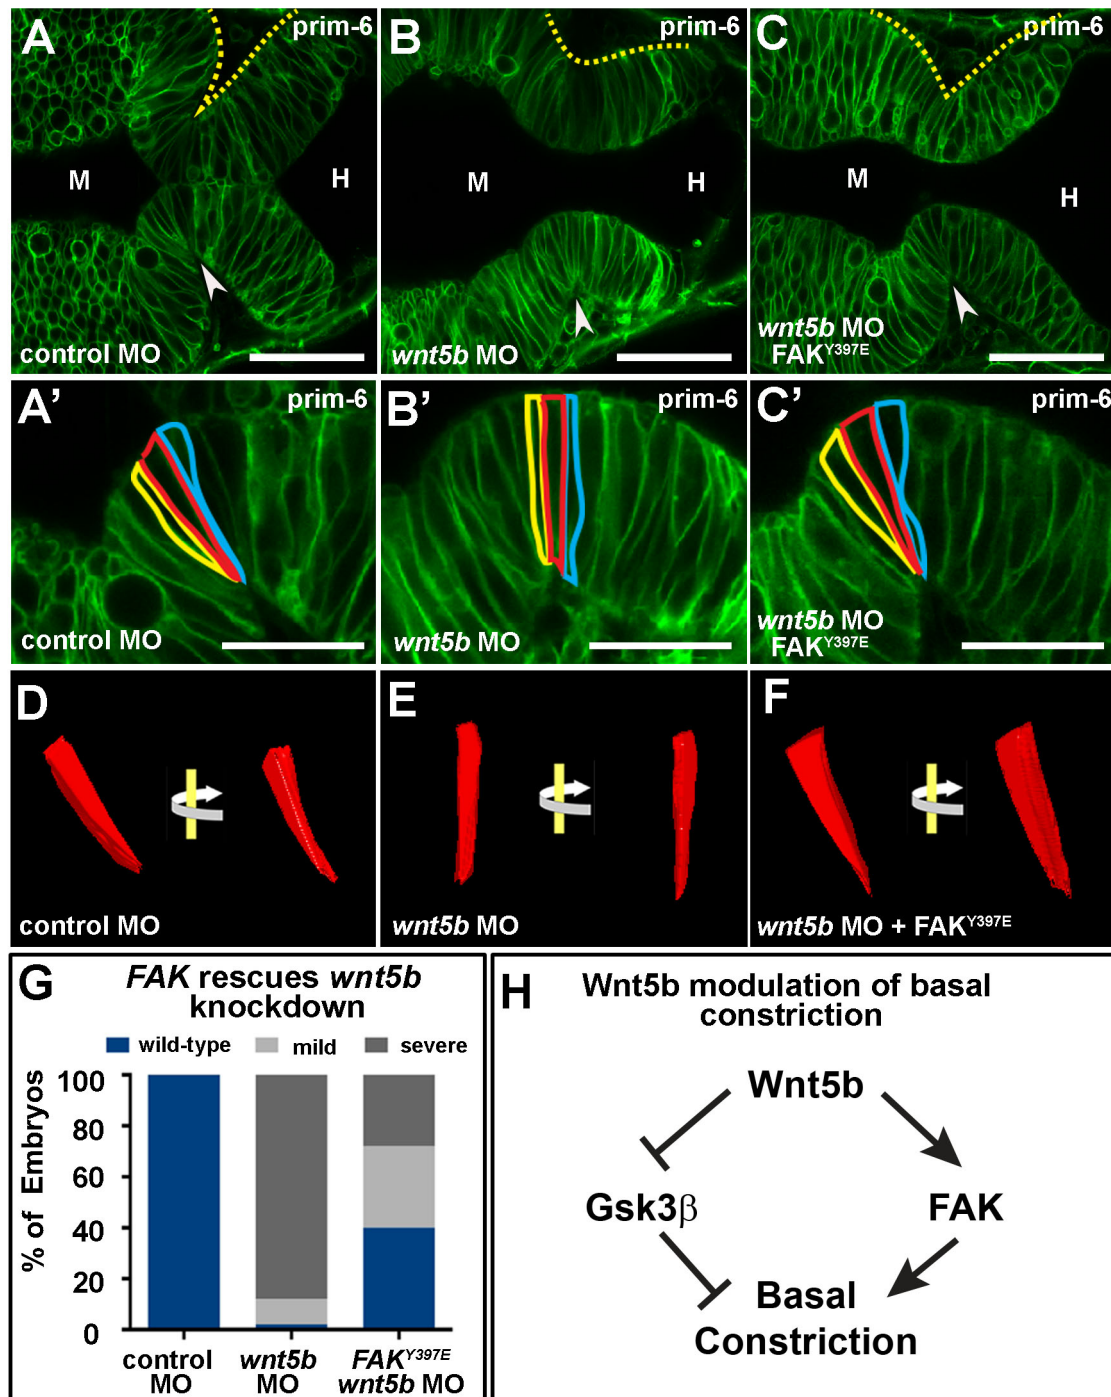 A
prim-6
M
H
control MO
B
prim-6
M
H
wnt5b MO
C
prim-6
M
H
wnt5b MO
FAKY397E
A’
prim-6
control MO
B’
prim-6
wnt5b MO
C’
prim-6
wnt5b MO
FAKY397E
D
control MO
E
wnt5b MO
F
wnt5b MO + FAKY397E
G
FAK rescues wnt5b
knockdown
wild-type
mild
severe
% of Embryos
100
80
60
40
20
0
control
MO
wnt5b
MO
FAKY397E
wnt5b MO
H
Wnt5b modulation of basal
constriction
Wnt5b
Gsk3β
FAK
Basal
Constriction